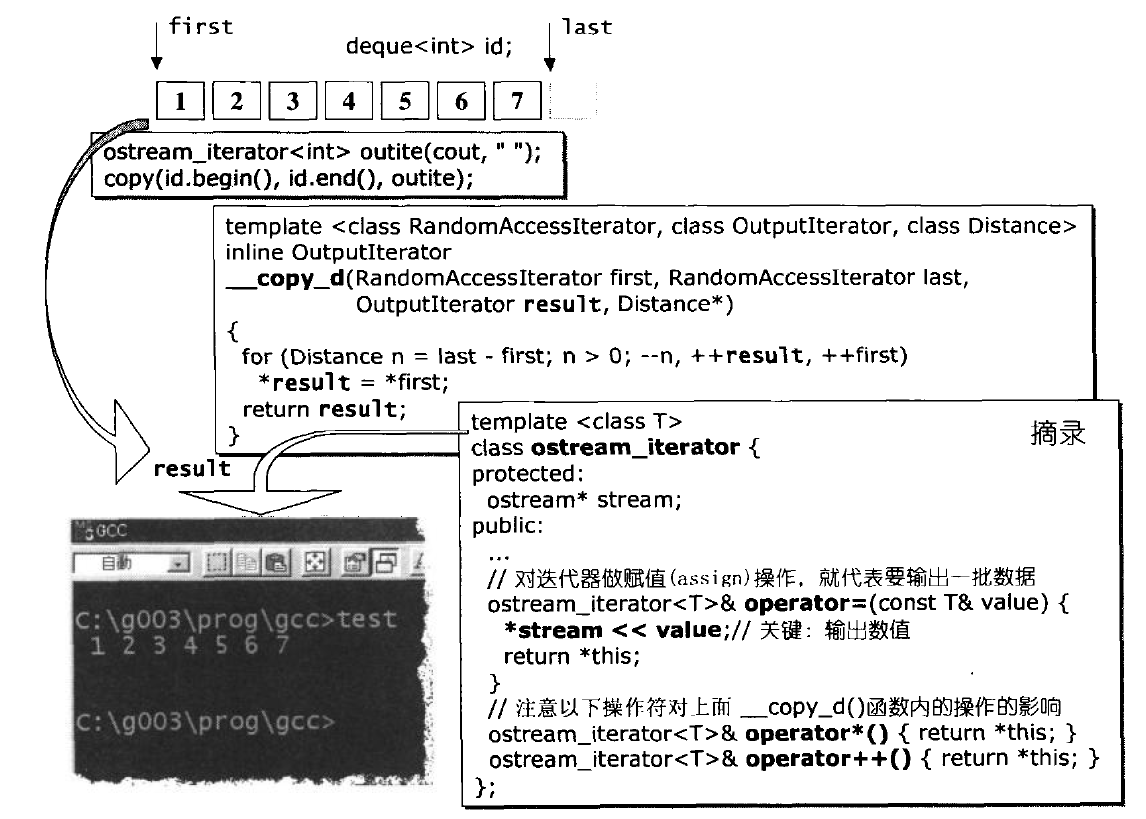 first
last
deque<int> id;
1 2 3 4 5 6 7
ostream_iterator<int> outite(cout, " ");
copy(id.begin(), id.end(), outite);
template <class RandomAccessIterator, class OutputIterator, class Distance>
inline OutputIterator
__copy_d(RandomAccessIterator first, RandomAccessIterator last,
OutputIterator result, Distance*)
{
for (Distance n = last - first; n > 0; --n, ++result, ++first)
*result = *first;
return result;
}
result
template <class T>
摘录
class ostream_iterator {
protected:
ostream* stream;
public:
...
// 对迭代器做赋值(assign)操作，就代表要输出一批数据
ostream_iterator<T>& operator=(const T& value) {
*stream << value;// 关键：输出数值
return *this;
}
// 注意以下操作符对上面 __copy_d()函数内的操作的影响
ostream_iterator<T>& operator*() { return *this; }
ostream_iterator<T>& operator++() { return *this; }
};
GCC
自動
C:\g003\prog\gcc>test
1 2 3 4 5 6 7
C:\g003\prog\gcc>